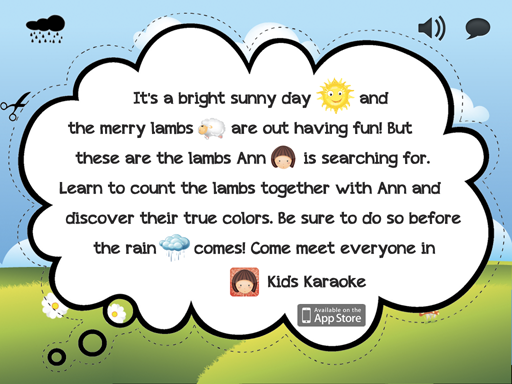 It's a bright sunny day and
the merry lambs are out having fun! But
these are the lambs Ann is searching for.
Learn to count the lambs together with Ann and
discover their true colors. Be sure to do so before
the rain comes! Come meet everyone in
Kids Karaoke
Available on the
App Store